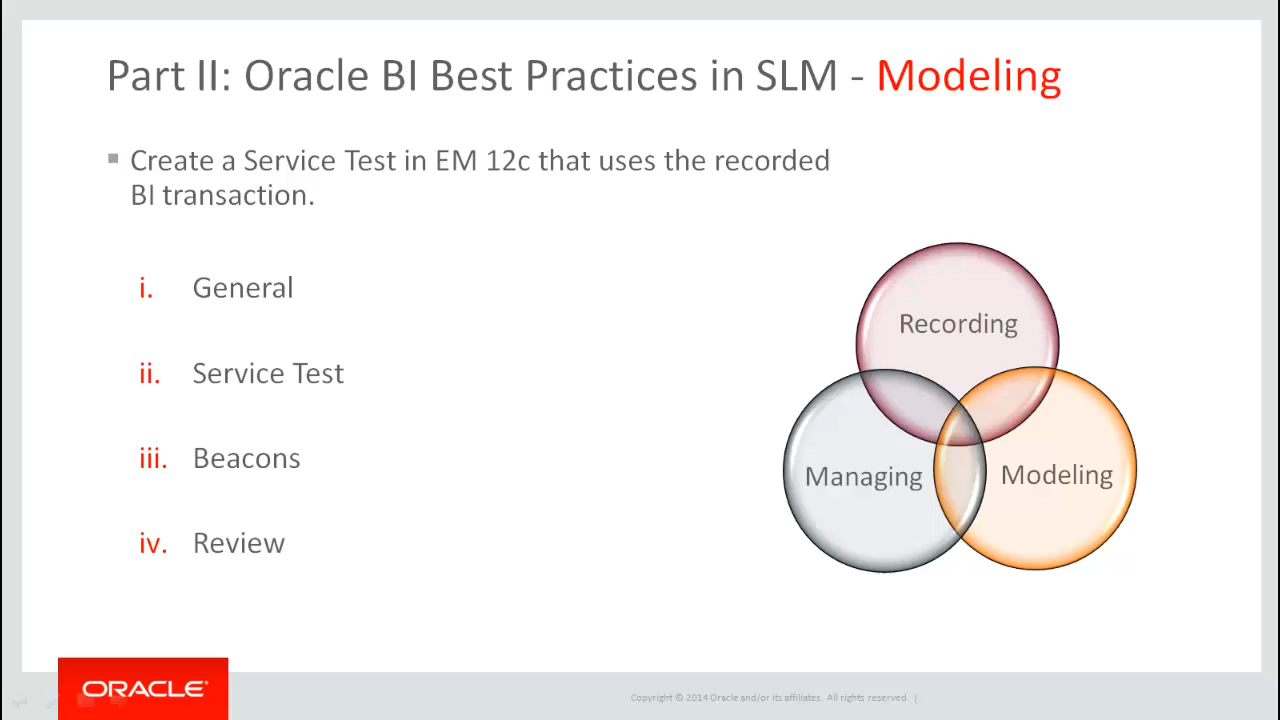 Part II: Oracle BI Best Practices in SLM - Modeling
Create a Service Test in EM 12c that uses the recorded
BI transaction.
i. General
ii. Service Test
iii. Beacons
iv. Review
Recording
Managing
Modeling
ORACLE®
Copyright © 2014 Oracle and/or its affiliates. All rights reserved. |